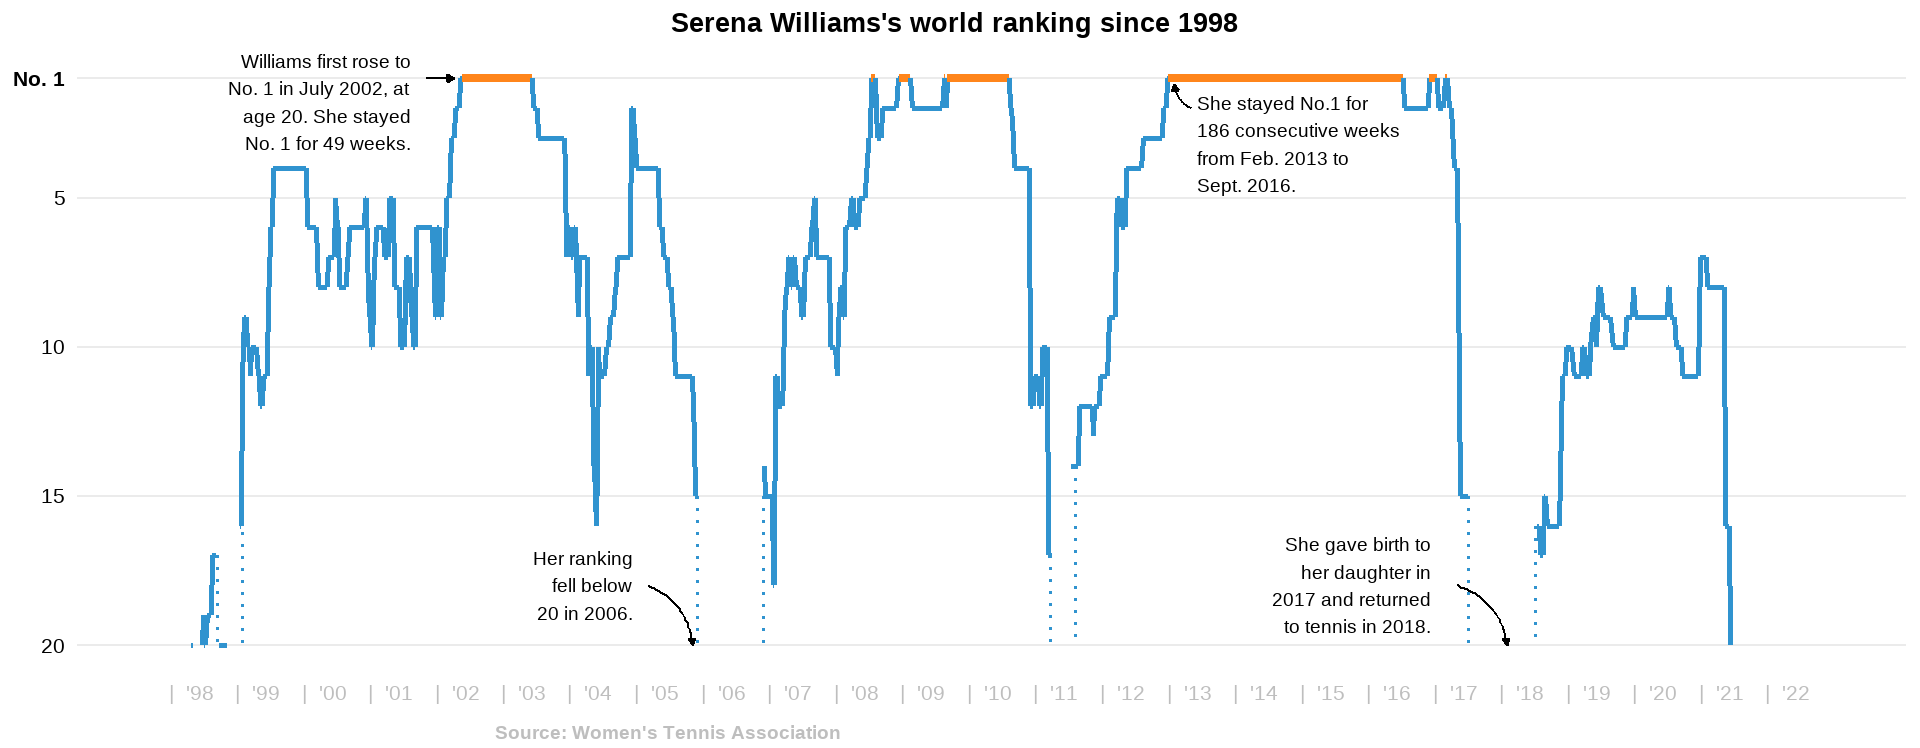 Serena Williams's world ranking since 1998
Williams first rose to
No. 1 in July 2002, at
age 20. She stayed
No. 1 for 49 weeks.
She stayed No.1 for
186 consecutive weeks
from Feb. 2013 to
Sept. 2016.
Her ranking
fell below
20 in 2006.
She gave birth to
her daughter in
2017 and returned
to tennis in 2018.
No. 1
5
10
15
20
| '98 | '99 | '00 | '01 | '02 | '03 | '04 | '05 | '06 | '07 | '08 | '09 | '10 | '11 | '12 | '13 | '14 | '15 | '16 | '17 | '18 | '19 | '20 | '21 | '22
Source: Women's Tennis Association